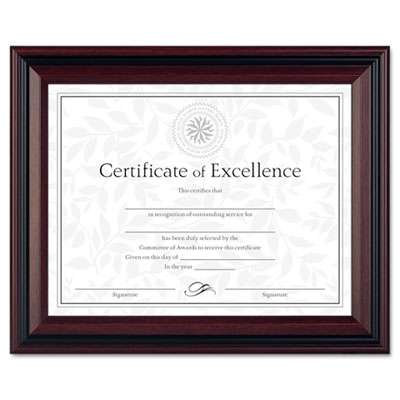 Certificate of Excellence
This certifies that
in recognition of outstanding service for
has been duly selected by the
Committee of Awards to receive this certificate
Given on this day of
In the year
Signature Signature